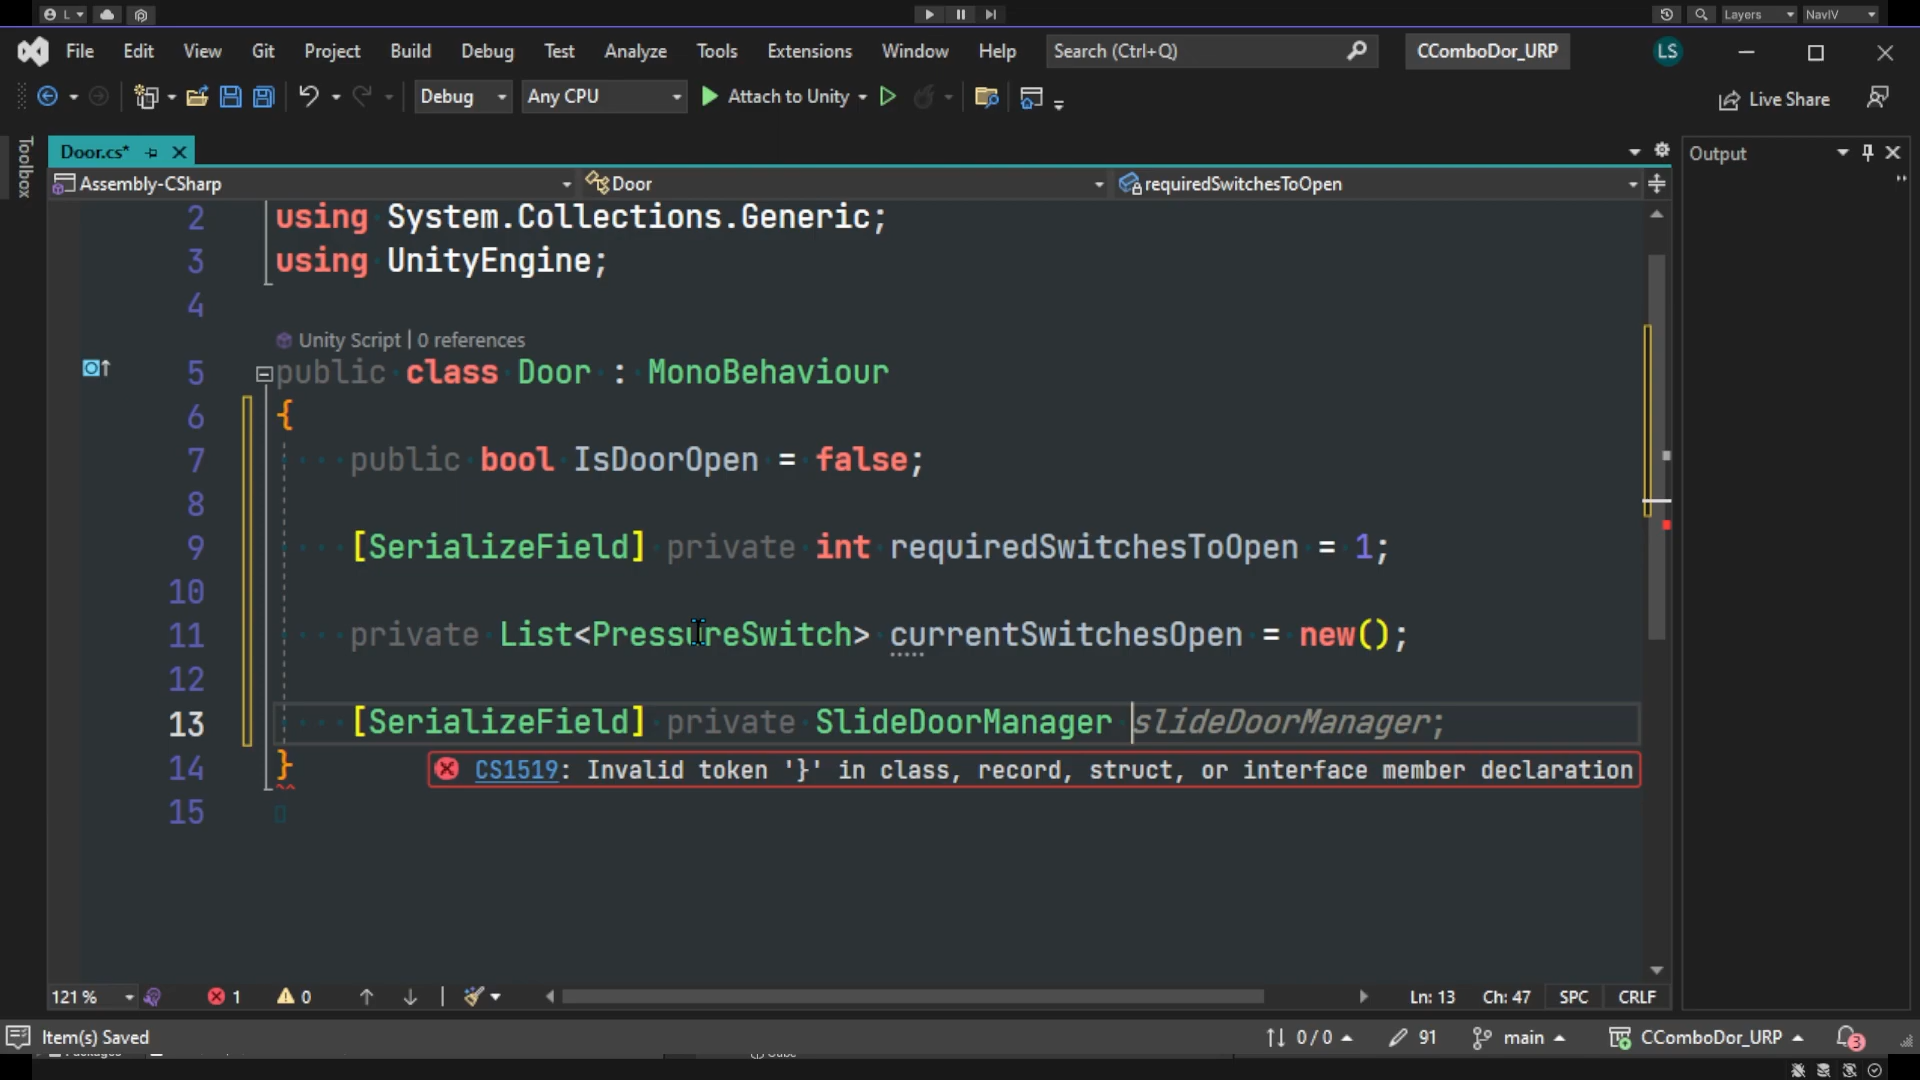 L
Layers
NavIV
File Edit View Git Project Build Debug Test Analyze Tools Extensions Window Help Search (Ctrl+Q) CComboDor_URP LS
Debug Any CPU Attach to Unity Live Share
Toolbox
Door.cs*
Output
Assembly-CSharp Door requiredSwitchesToOpen
2 using System.Collections.Generic;
3 using UnityEngine;
4
Unity Script | 0 references
5 public class Door : MonoBehaviour
6 {
7 public bool IsDoorOpen = false;
8
9 [SerializeField] private int requiredSwitchesToOpen = 1;
10
11 private List<PressureSwitch> currentSwitchesOpen = new();
12
13 [SerializeField] private SlideDoorManager slideDoorManager;
14 } CS1519: Invalid token '}' in class, record, struct, or interface member declaration
15
121 % 1 0 Ln: 13 Ch: 47 SPC CRLF
Item(s) Saved 0 / 0 91 main CComboDor_URP 3